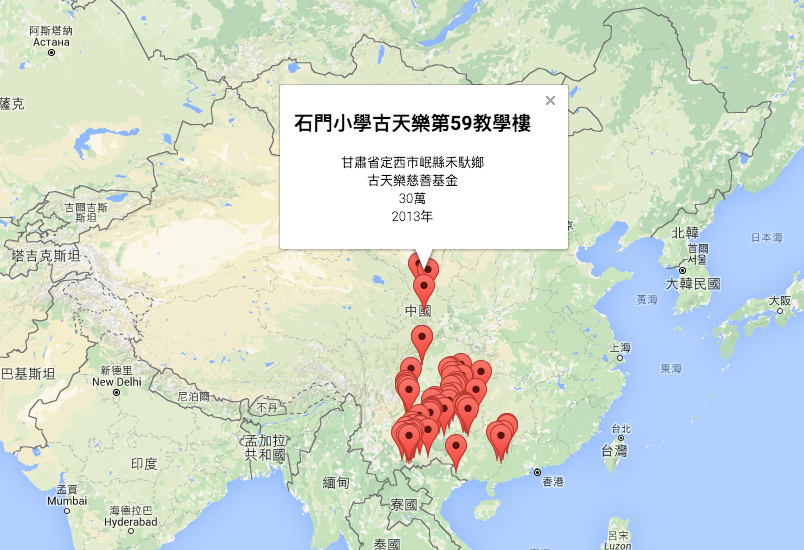 阿斯塔納
Астана
薩克
×
石門小學古天樂第59教學樓
甘肅省定西市岷縣禾馱鄉
古天樂慈善基金
30萬
2013年
吉爾吉斯
斯坦
塔吉克斯坦
京
北韓
日本海
首爾
서울
大韓民國
黃海
大阪
中國
上海
東海
巴基斯坦
新德里
New Delhi
尼泊爾
不丹
孟加拉
共和國
台北
台灣
印度
緬甸
香港
孟買
Mumbai
海德拉巴
Hyderabad
寮國
泰國
呂宋
Luzon